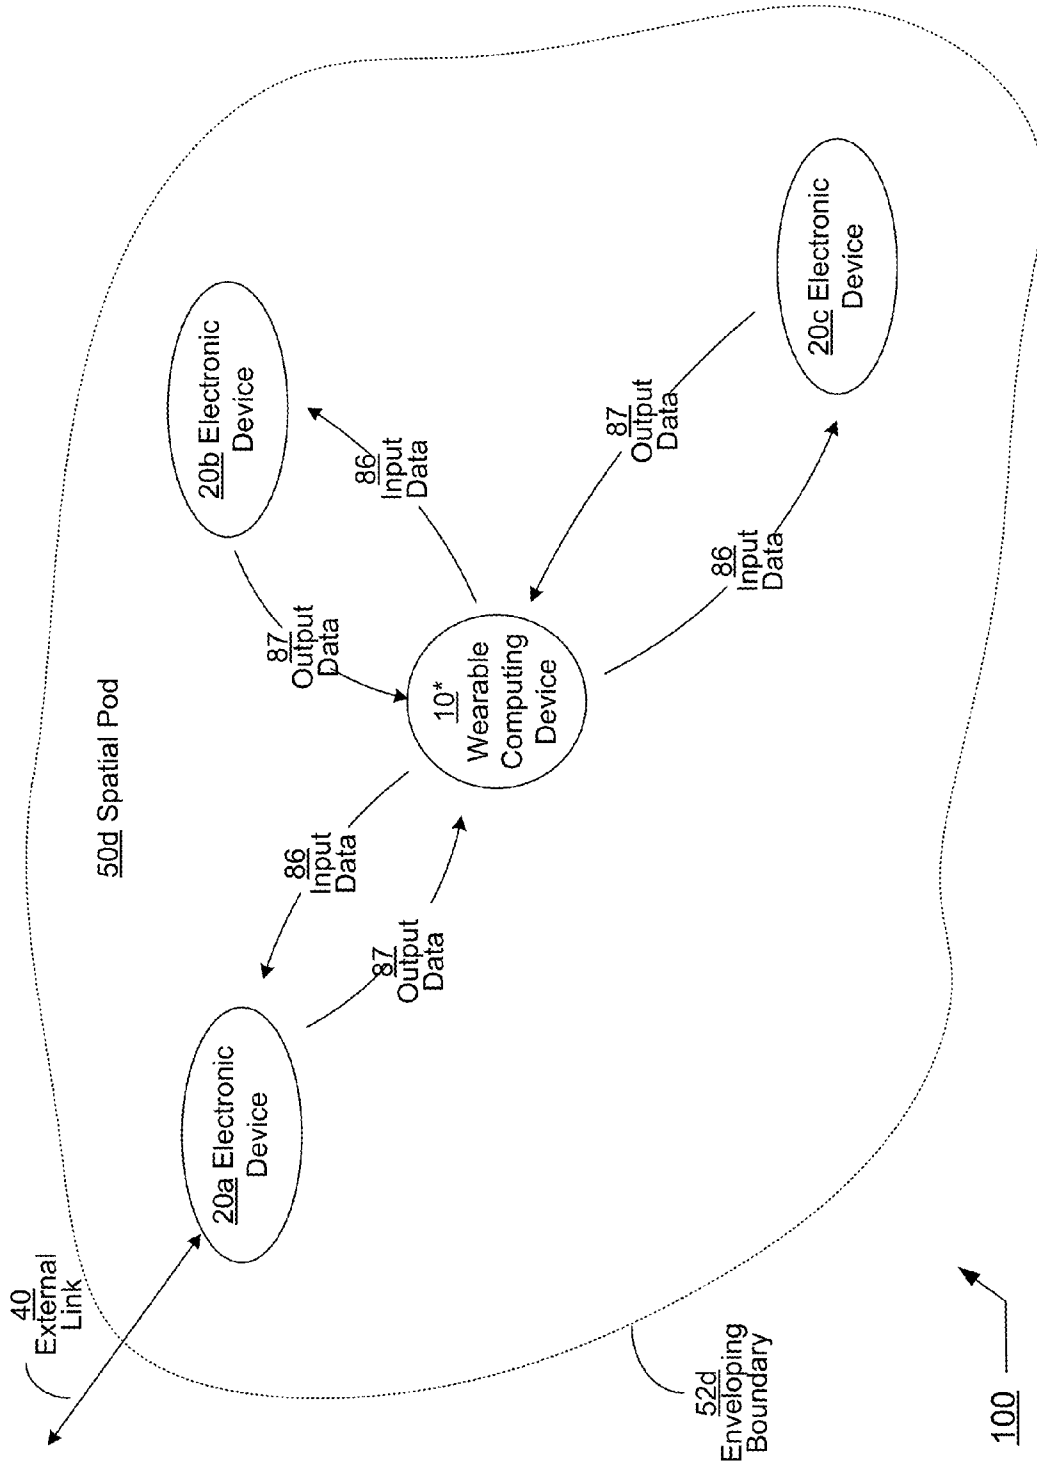 40
External
Link
50d Spatial Pod
20a Electronic
Device
86
Input
Data
87
Output
Data
87
Output
Data
20b Electronic
Device
86
Input
Data
10*
Wearable
Computing
Device
87
Output
Data
86
Input
Data
20c Electronic
Device
52d
Enveloping
Boundary
100